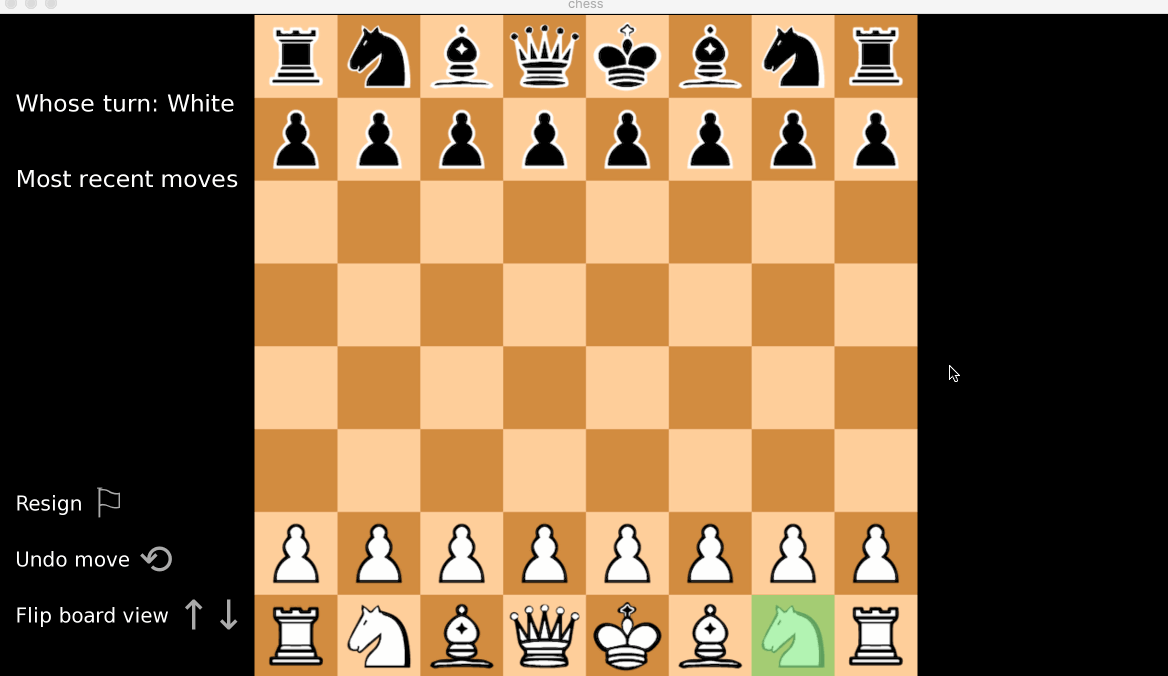 chess
Whose turn: White
Most recent moves
Resign
Undo move
Flip board view